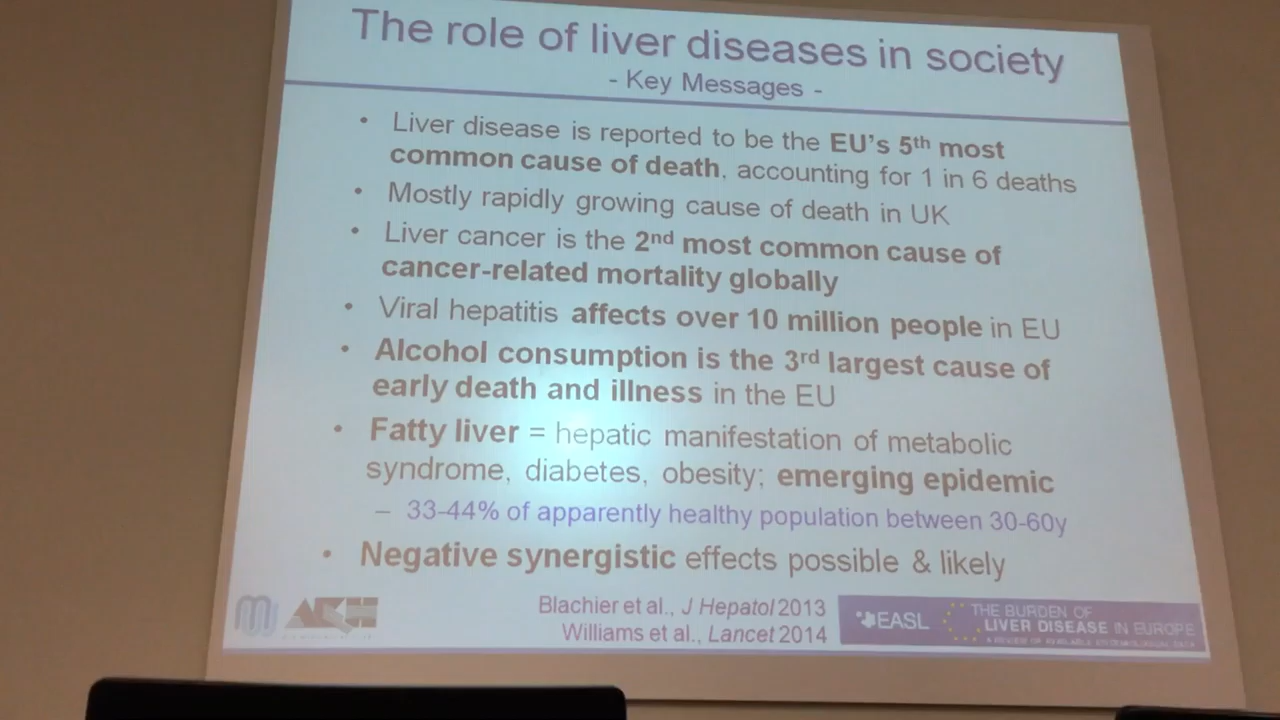 The role of liver diseases in society
- Key Messages -
• Liver disease is reported to be the EU's 5th most
common cause of death, accounting for 1 in 6 deaths
• Mostly rapidly growing cause of death in UK
• Liver cancer is the 2nd most common cause of
cancer-related mortality globally
• Viral hepatitis affects over 10 million people in EU
• Alcohol consumption is the 3rd largest cause of
early death and illness in the EU
• Fatty liver = hepatic manifestation of metabolic
syndrome, diabetes, obesity; emerging epidemic
– 33-44% of apparently healthy population between 30-60y
• Negative synergistic effects possible & likely
AKH
Blachier et al., J Hepatol 2013
Williams et al., Lancet 2014
EASL
THE BURDEN OF
LIVER DISEASE IN EUROPE
A REVIEW OF AVAILABLE EPIDEMIOLOGICAL DATA